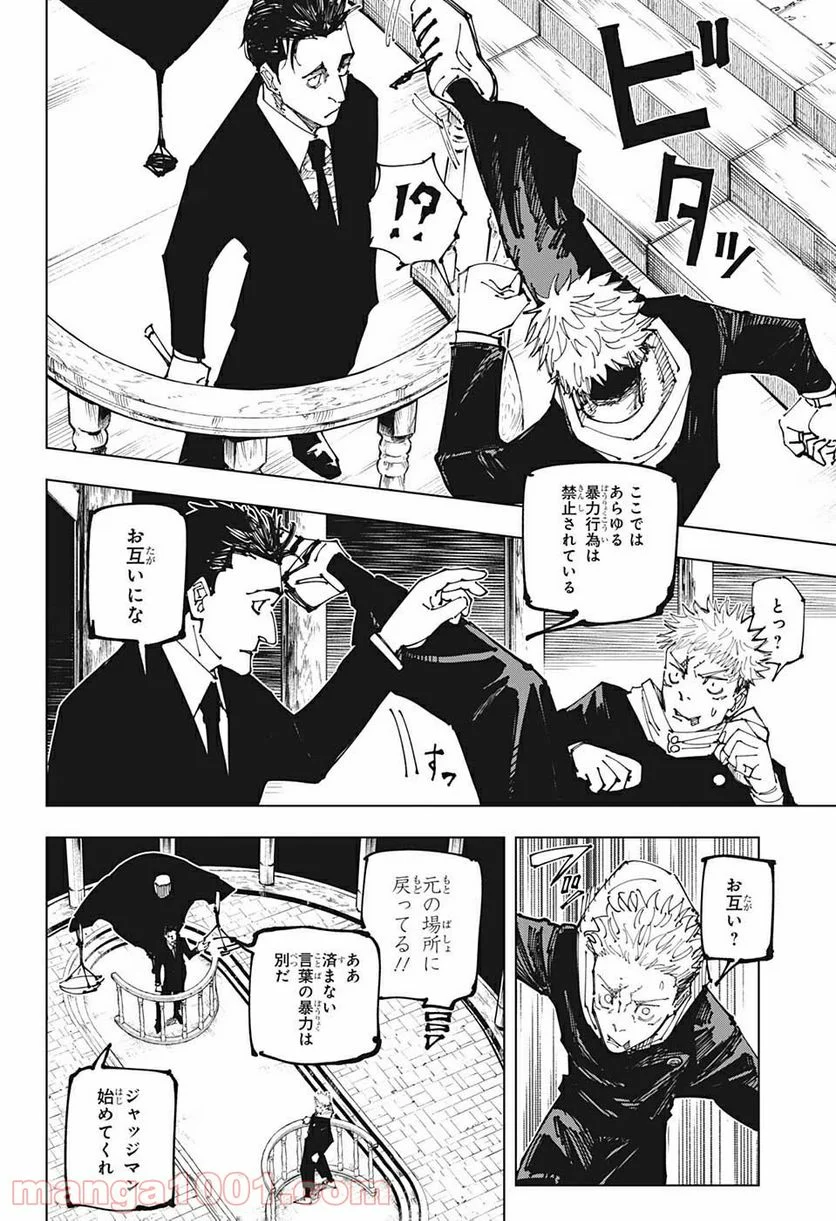 ビタッ
!?
ここでは
あらゆる
暴力行為は
禁止されている
とっ?
お互いにな
すっ
お互い?
ブンッ
元の場所に
戻ってる!!
ああ
済まない
言葉の暴力は
別だ
ジャッジマン
始めてくれ
manga1001.com